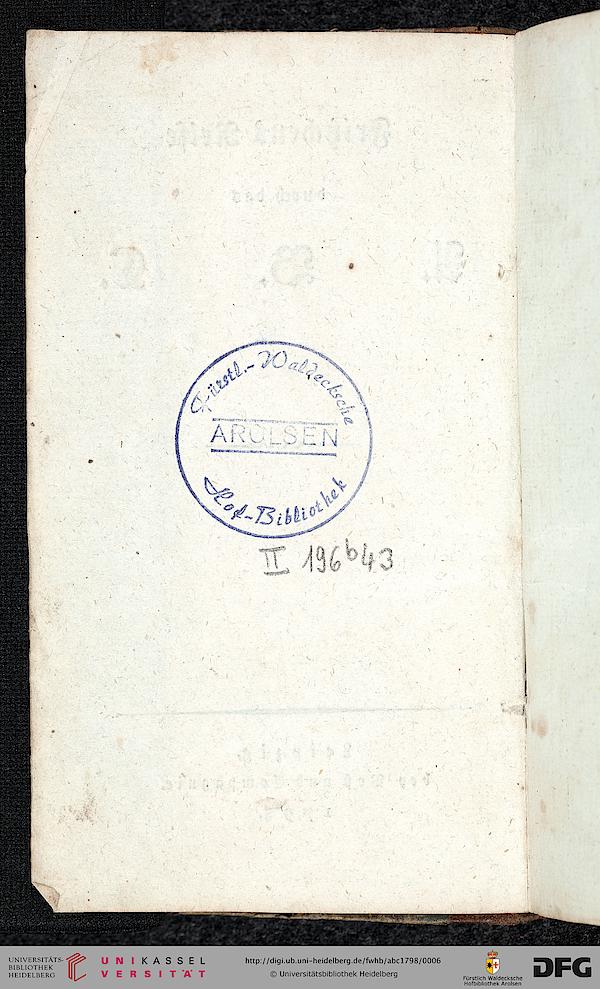 Fürstl.-Waldecksche
AROLSEN
Hof-Bibliothek
II 196b43
UNIVERSITÄTS-
BIBLIOTHEK
HEIDELBERG
UNIKASSEL
VERSITÄT
http://digi.ub.uni-heidelberg.de/fwhb/abc1798/0006
© Universitätsbibliothek Heidelberg
Fürstlich Waldecksche
Hofbibliothek Arolsen
DFG